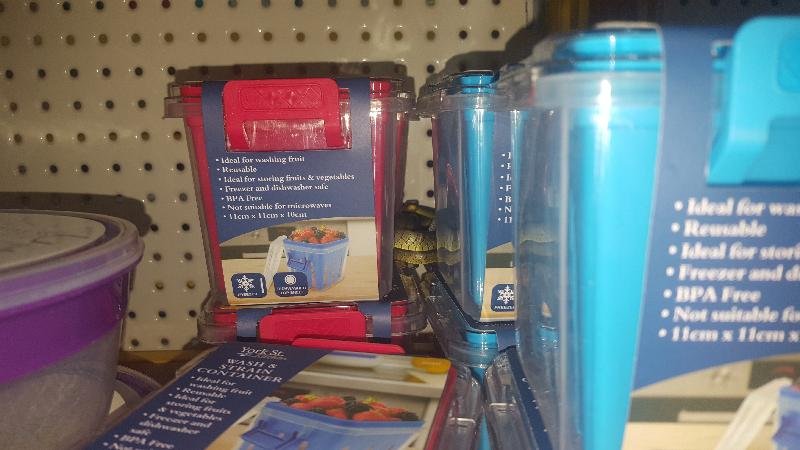 • Ideal for washing fruit
• Reusable
• Ideal for storing fruits & vegetables
• Freezer and dishwasher safe
• BPA Free
• Not suitable for microwaves
• 11cm x 11cm x 10cm
FREEZER
York St.
WASH &
STRAIN
CONTAINER
• Ideal for
washing fruit
• Reusable
• Ideal for
storing fruits
& vegetables
• Freezer and
dishwasher
safe
• BPA Free
• Not
• Ideal for was
• Reusable
• Ideal for stori
• Freezer and d
• BPA Free
• Not suitable fo
• 11cm x 11cm x